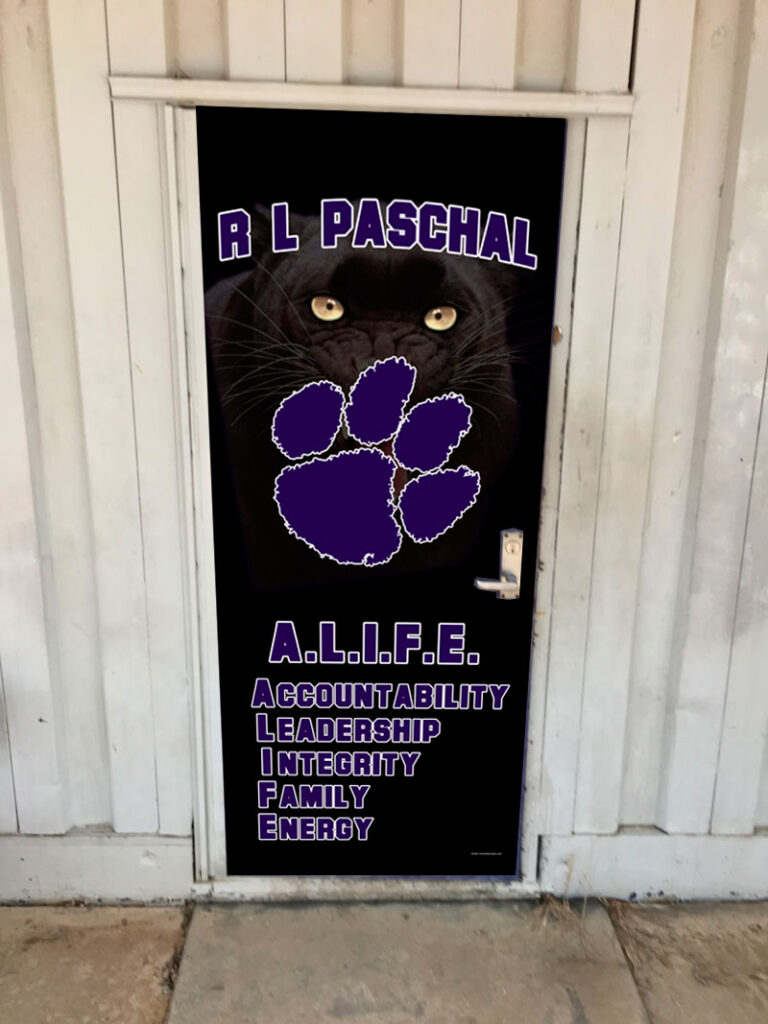 R L PASCHAL
A.L.I.F.E.
ACCOUNTABILITY
LEADERSHIP
INTEGRITY
FAMILY
ENERGY